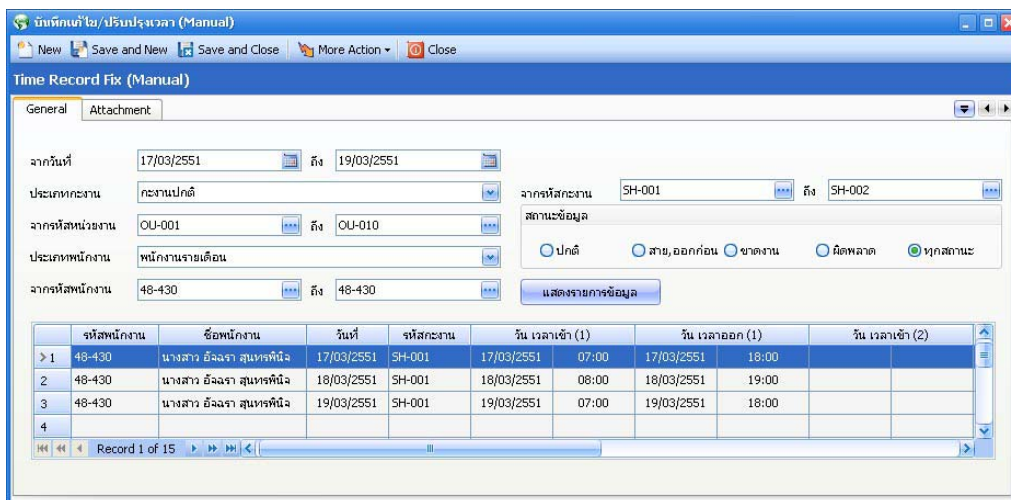 บันทึกแก้ไข/ปรับปรุงเวลา (Manual)
New Save and New Save and Close More Action Close
Time Record Fix (Manual)
General Attachment
จากวันที่ 17/03/2551 ถึง 19/03/2551
ประเภทกะงาน กะงานปกติ จากรหัสกะงาน SH-001 ถึง SH-002
จากรหัสหน่วยงาน OU-001 ถึง OU-010
สถานะข้อมูล
ปกติ สาย,ออกก่อน ขาดงาน ผิดพลาด ทุกสถานะ
ประเภทพนักงาน พนักงานรายเดือน
จากรหัสพนักงาน 48-430 ถึง 48-430 แสดงรายการข้อมูล
รหัสพนักงาน ชื่อพนักงาน วันที่ รหัสกะงาน วัน เวลาเข้า (1) วัน เวลาออก (1) วัน เวลาเข้า (2)
1 48-430 นางสาว อัจฉรา สุนทรพินิจ 17/03/2551 SH-001 17/03/2551 07:00 17/03/2551 18:00
2 48-430 นางสาว อัจฉรา สุนทรพินิจ 18/03/2551 SH-001 18/03/2551 08:00 18/03/2551 19:00
3 48-430 นางสาว อัจฉรา สุนทรพินิจ 19/03/2551 SH-001 19/03/2551 07:00 19/03/2551 18:00
4
Record 1 of 15